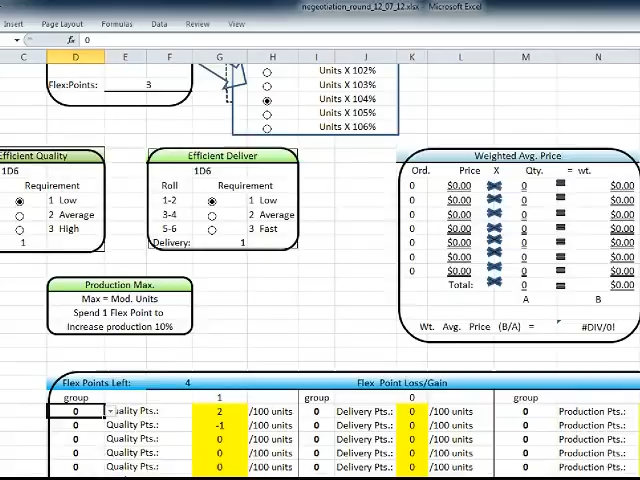 negeotiation_round_12_07_12.xlsx - Microsoft Excel
Insert Page Layout Formulas Data Review View
fx 0
C D E F G H I J K L M N
Units X 102%
Flex:Points: 3 Units X 103%
Units X 104%
Units X 105%
Units X 106%
Efficient Quality Efficient Deliver Weighted Avg. Price
1D6 1D6 Ord. Price X Qty. = wt.
Requirement Roll Requirement 0 $0.00 0 $0.00
1 Low 1-2 1 Low 0 $0.00 0 $0.00
2 Average 3-4 2 Average 0 $0.00 0 $0.00
3 High 5-6 3 Fast 0 $0.00 0 $0.00
1 Delivery: 1 0 $0.00 0 $0.00
0 $0.00 0 $0.00
0 $0.00 0 $0.00
Production Max. Total: 0 $0.00
Max = Mod. Units A B
Spend 1 Flex Point to
Increase production 10% Wt. Avg. Price (B/A) = #DIV/0!
Flex Points Left: 4 Flex Point Loss/Gain
group 1 group 0 group
0 Quality Pts.: 2 /100 units 0 Delivery Pts.: 0 /100 units 0 Production Pts.:
0 Quality Pts.: -1 /100 units 0 Delivery Pts.: 0 /100 units 0 Production Pts.:
0 Quality Pts.: 0 /100 units 0 Delivery Pts.: 0 /100 units 0 Production Pts.:
0 Quality Pts.: 0 /100 units 0 Delivery Pts.: 0 /100 units 0 Production Pts.:
0 Quality Pts.: 0 /100 units 0 Delivery Pts.: 0 /100 units 0 Production Pts.: